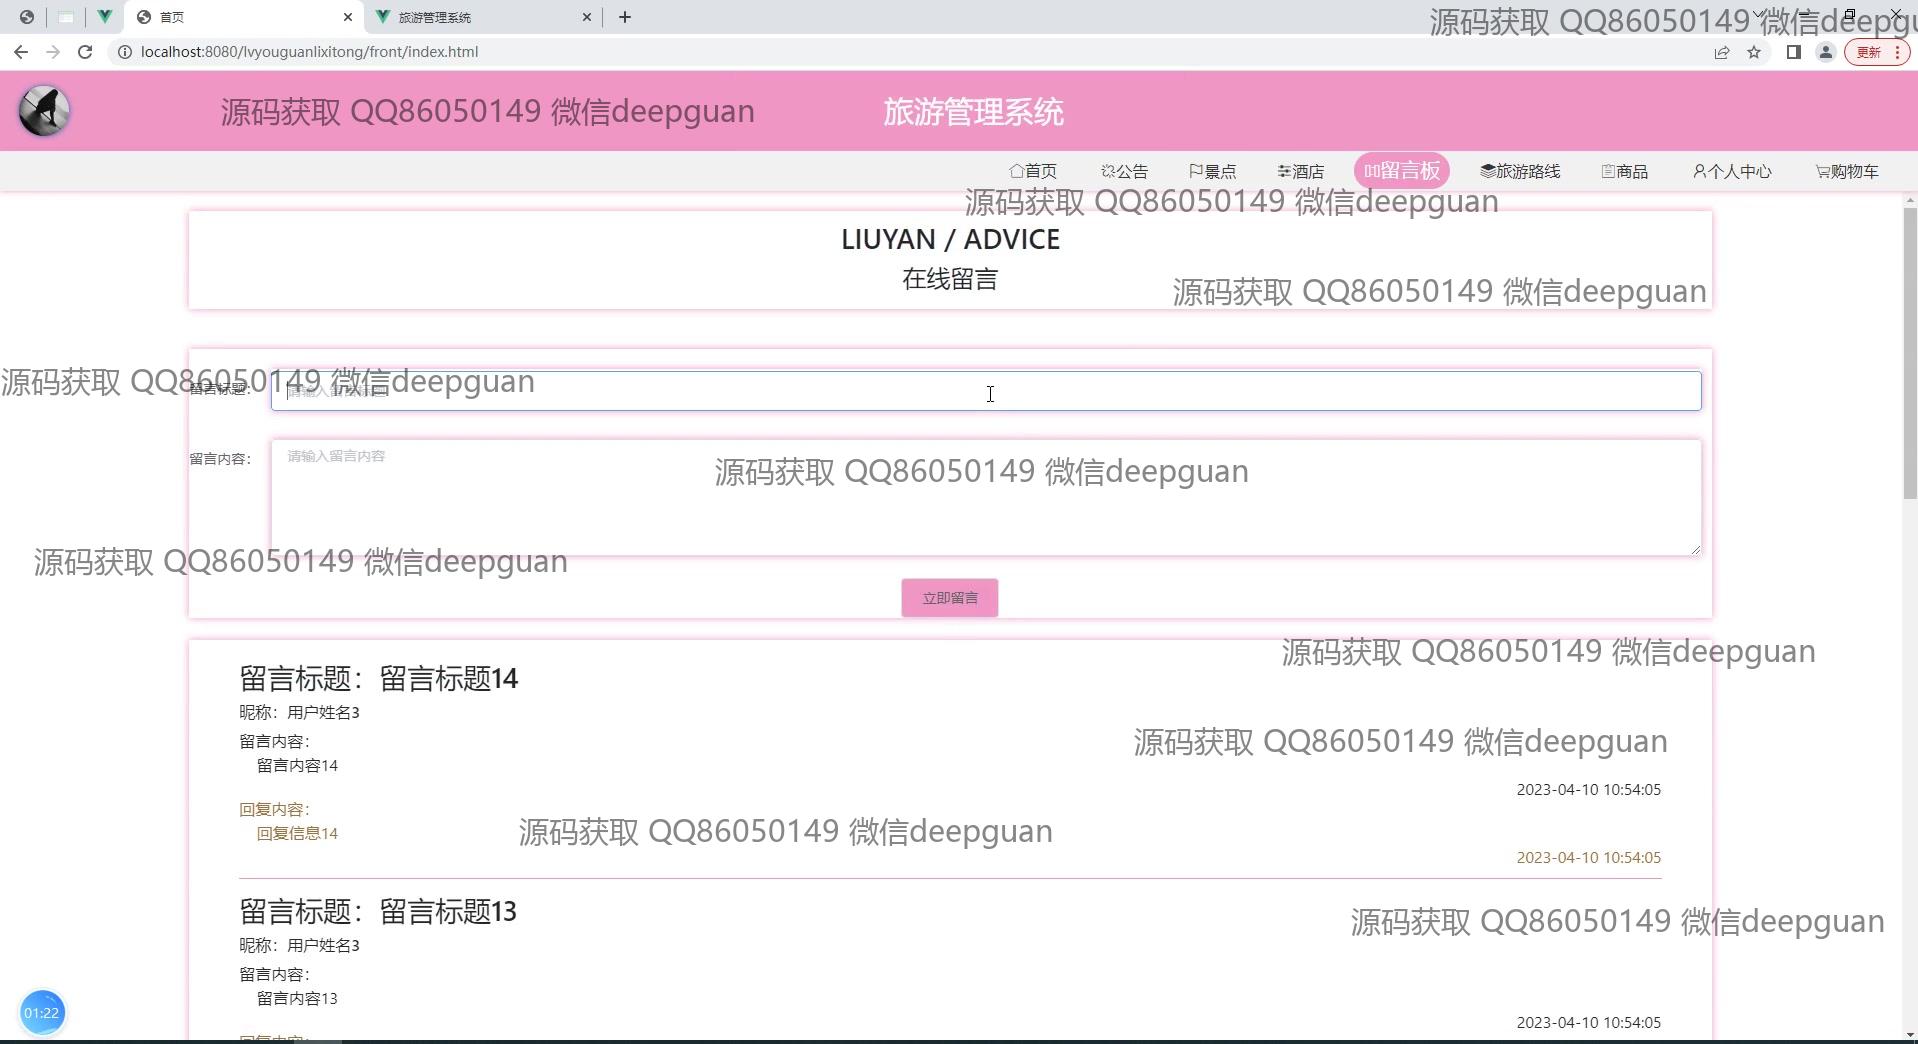 首页
旅游管理系统
源码获取 QQ86050149 微信deepgu
localhost:8080/lvyouguanlixitong/front/index.html
更新
源码获取 QQ86050149 微信deepguan
旅游管理系统
首页
公告
景点
酒店
留言板
旅游路线
商品
个人中心
购物车
源码获取 QQ86050149 微信deepguan
LIUYAN / ADVICE
在线留言
源码获取 QQ86050149 微信deepguan
源码获取 QQ86050149 微信deepguan
留言标题：
请输入留言标题
留言内容：
请输入留言内容
源码获取 QQ86050149 微信deepguan
源码获取 QQ86050149 微信deepguan
立即留言
源码获取 QQ86050149 微信deepguan
留言标题：留言标题14
昵称：用户姓名3
留言内容：
留言内容14
源码获取 QQ86050149 微信deepguan
2023-04-10 10:54:05
回复内容：
回复信息14
源码获取 QQ86050149 微信deepguan
2023-04-10 10:54:05
留言标题：留言标题13
昵称：用户姓名3
源码获取 QQ86050149 微信deepguan
留言内容：
留言内容13
01:22
2023-04-10 10:54:05